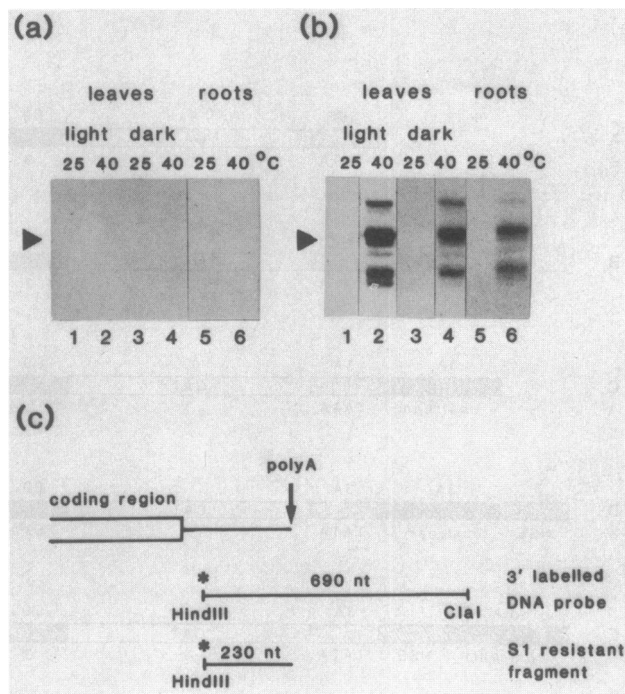 (a)
leaves roots
light dark
25 40 25 40 25 40 °C
1 2 3 4 5 6
(b)
leaves roots
light dark
25 40 25 40 25 40 °C
1 2 3 4 5 6
(c)
polyA
coding region
* 690 nt 3' labelled
HindIII ClaI DNA probe
* 230 nt S1 resistant
HindIII fragment